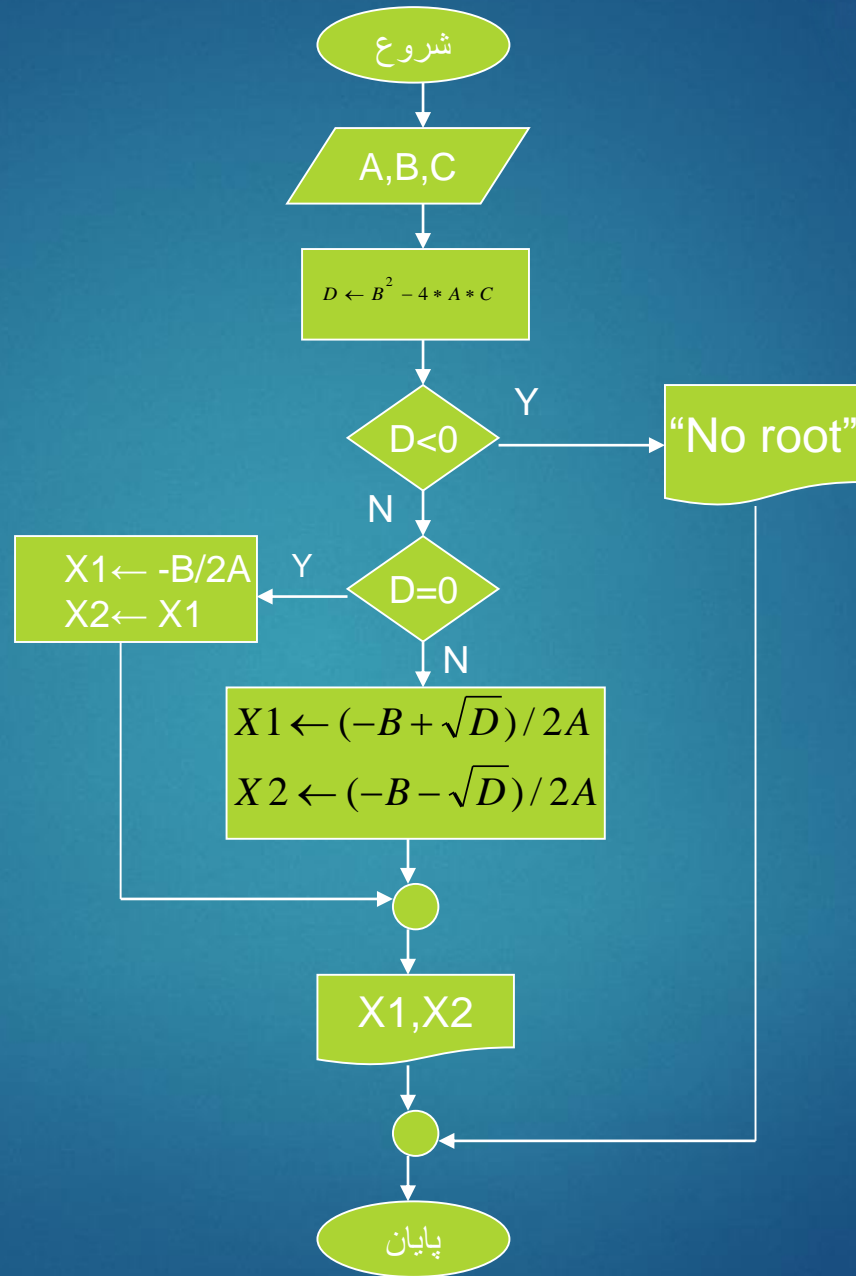 شروع
A,B,C
D ← B² − 4 * A * C
D<0
Y
“No root”
N
D=0
Y
X1← -B/2A
X2← X1
N
X1 ← (−B + √D) / 2A
X2 ← (−B − √D) / 2A
X1,X2
پایان